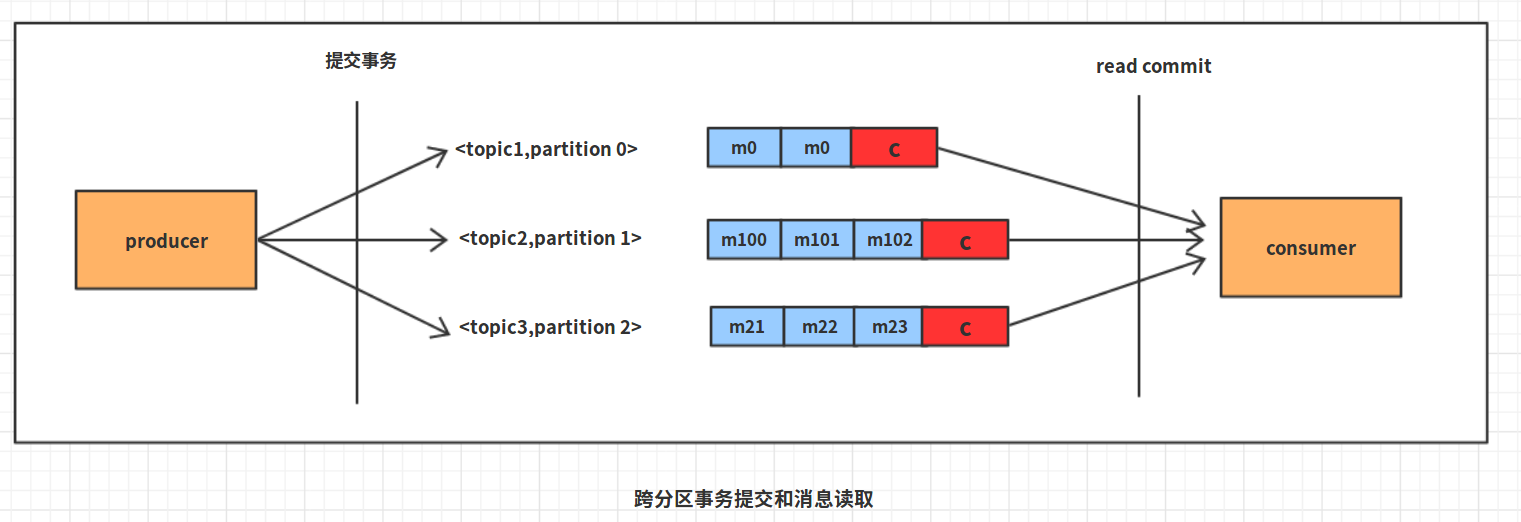 提交事务
read commit
producer
<topic1,partition 0>
m0 m0 C
<topic2,partition 1>
m100 m101 m102 C
<topic3,partition 2>
m21 m22 m23 C
consumer
跨分区事务提交和消息读取